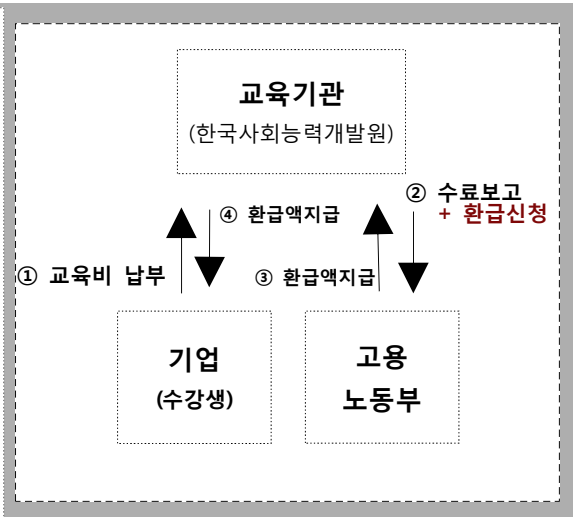 교육기관
(한국사회능력개발원)
② 수료보고
+ 환급신청
④ 환급액지급
① 교육비 납부
③ 환급액지급
기업
(수강생)
고용
노동부